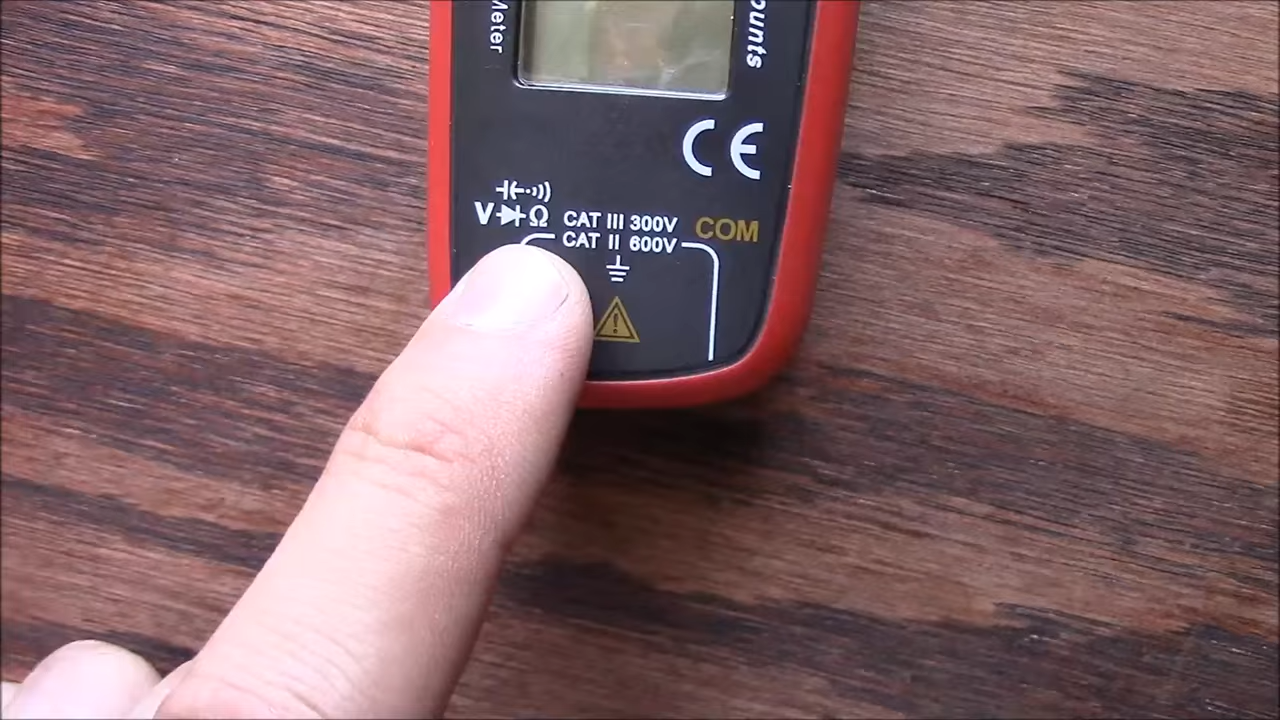 Meter
ounts
CE
V Ω CAT III 300V COM
CAT II 600V